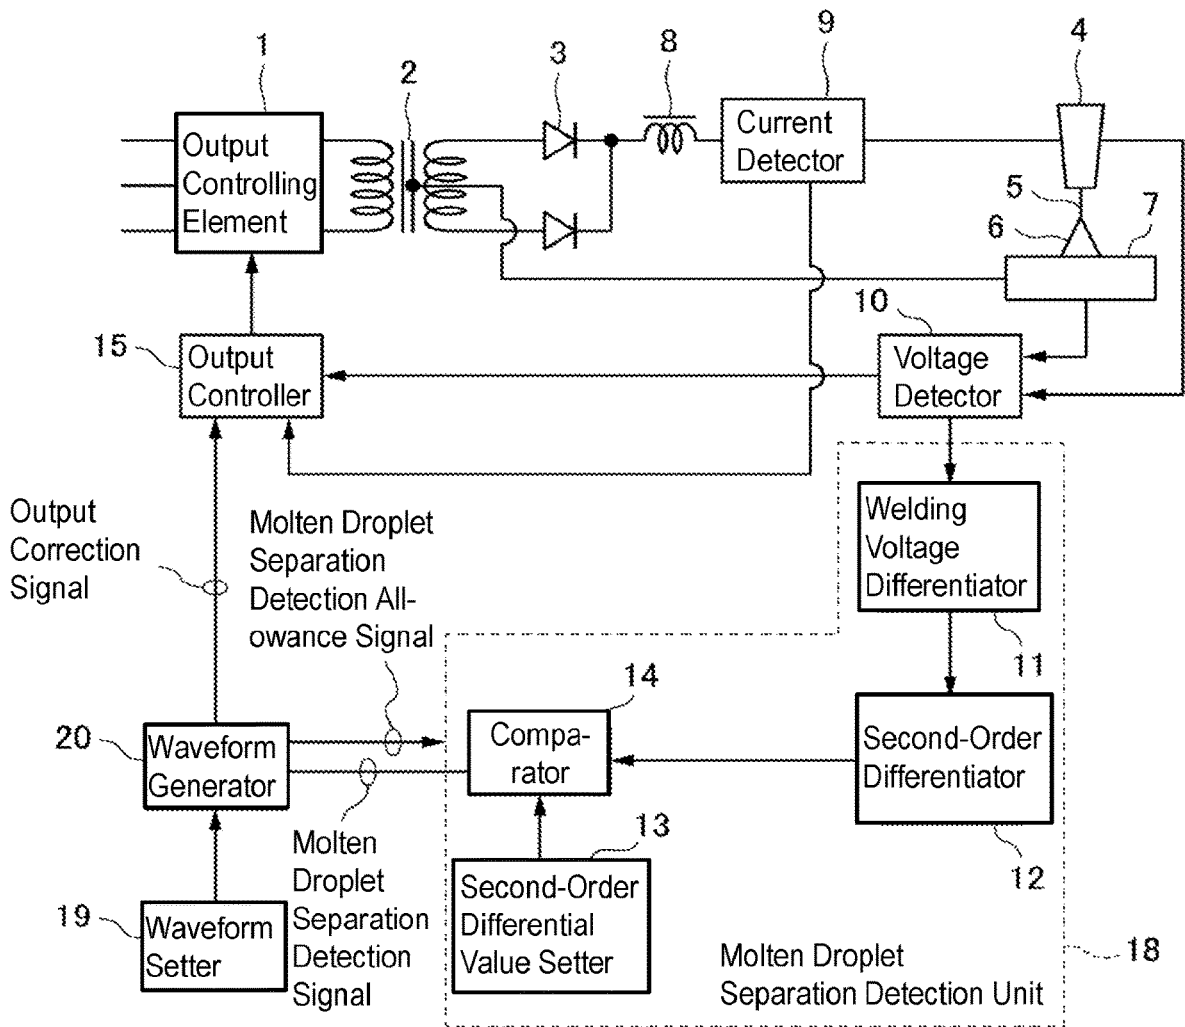 1
2
3
8
9
4
Output
Controlling
Element
Current
Detector
5
6
7
10
15
Output
Controller
Voltage
Detector
Output
Correction
Signal
Molten Droplet
Separation
Detection All-
owance Signal
Welding
Voltage
Differentiator
11
14
20
Waveform
Generator
Compa-
rator
Second-Order
Differentiator
12
13
Molten
Droplet
Separation
Detection
Signal
Second-Order
Differential
Value Setter
19
Waveform
Setter
Molten Droplet
Separation Detection Unit
18